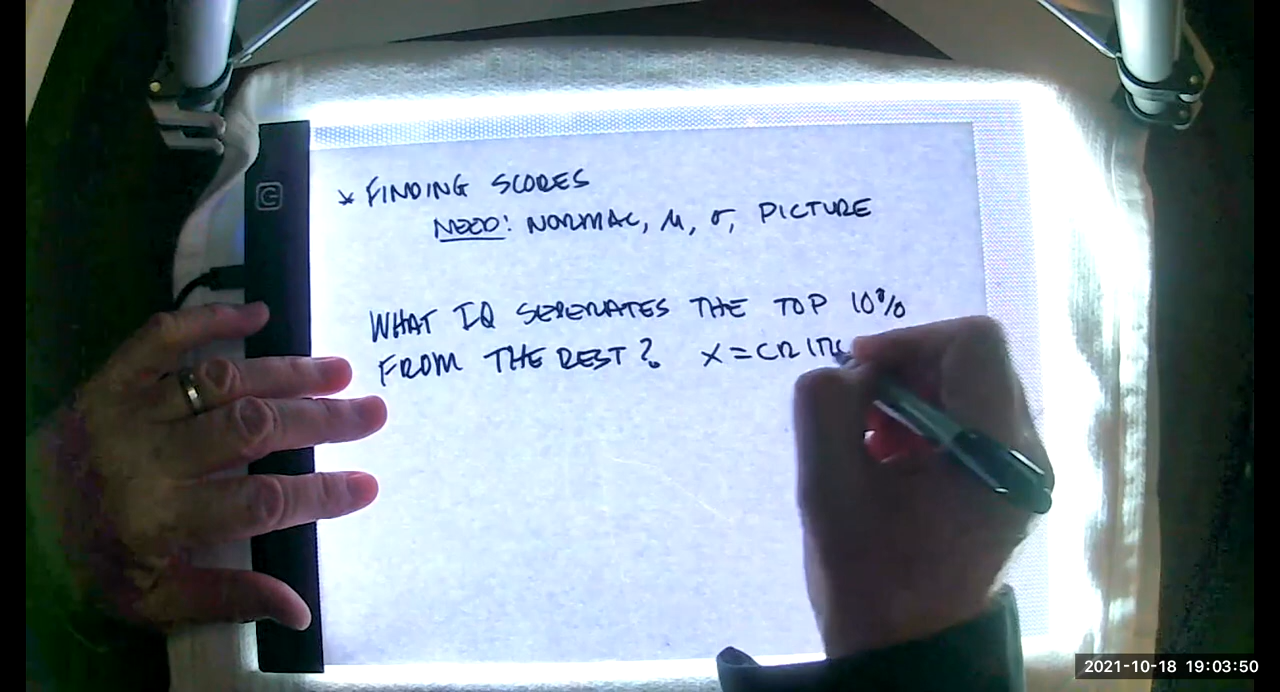 * FINDING SCORES
NEED: NORMAL, μ, σ, PICTURE
WHAT IQ SEPERATES THE TOP 10%
FROM THE REST? X = CRITIC
2021-10-18 19:03:50